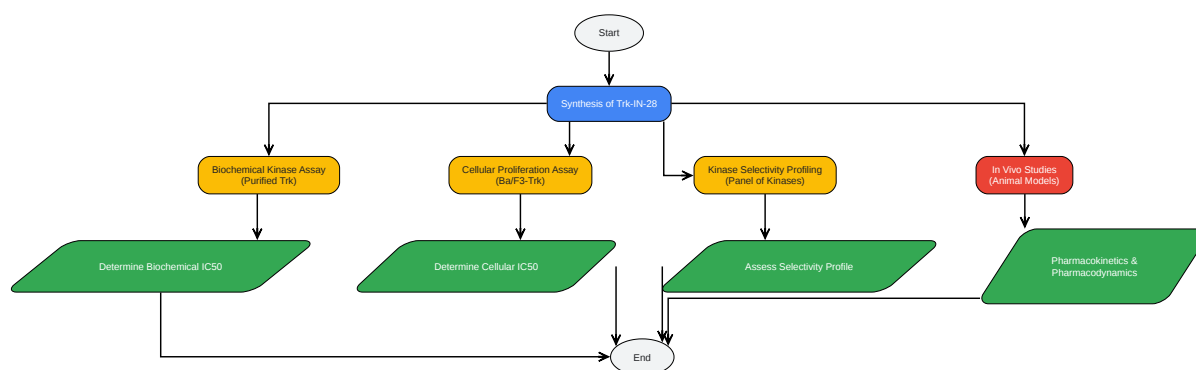 Start
Synthesis of Trk-IN-28
Biochemical Kinase Assay
(Purified Trk)
Cellular Proliferation Assay
(Ba/F3-Trk)
Kinase Selectivity Profiling
(Panel of Kinases)
In Vivo Studies
(Animal Models)
Determine Biochemical IC50
Determine Cellular IC50
Assess Selectivity Profile
Pharmacokinetics &
Pharmacodynamics
End